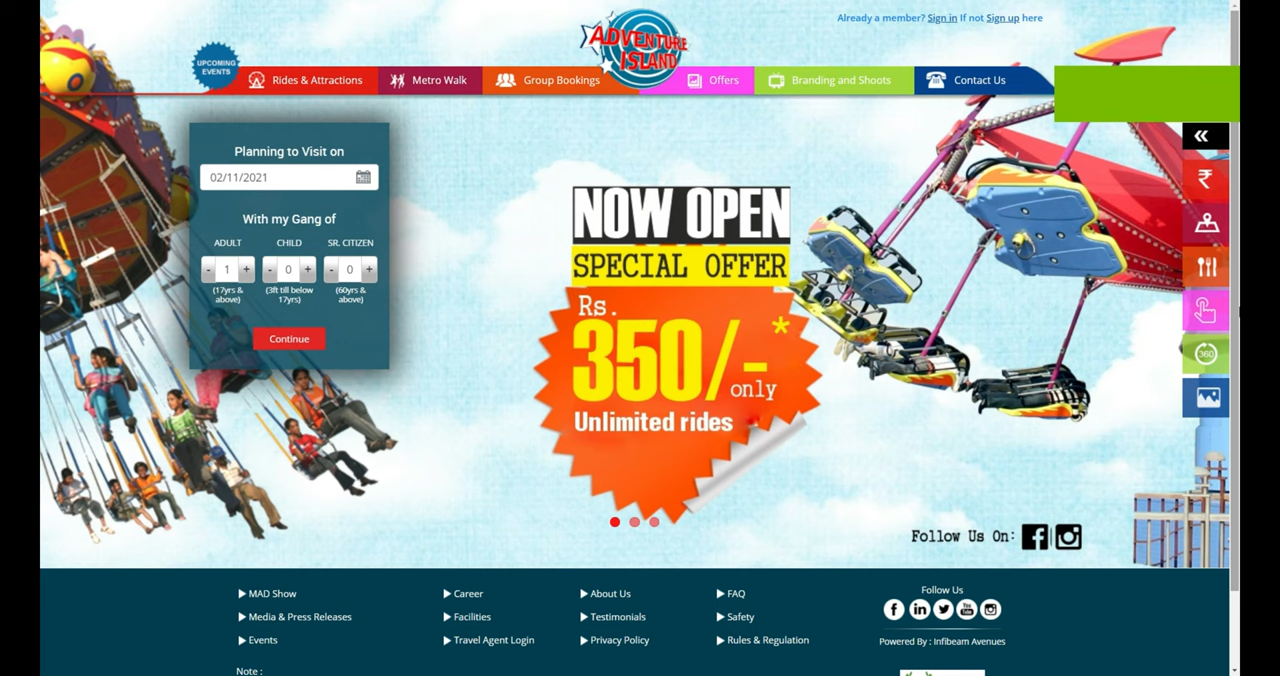 Already a member? Sign in If not Sign up here
ADVENTURE
ISLAND
UPCOMING
EVENTS
Rides & Attractions
Metro Walk
Group Bookings
Offers
Branding and Shoots
Contact Us
Planning to Visit on
02/11/2021
With my Gang of
ADULT CHILD SR. CITIZEN
- 1 + - 0 + - 0 +
(17yrs &
above)
(3ft till below
17yrs)
(60yrs &
above)
Continue
NOW OPEN
SPECIAL OFFER
Rs.
350/-*
only
Unlimited rides
«
₹
360
Follow Us On:
MAD Show
Media & Press Releases
Events
Career
Facilities
Travel Agent Login
About Us
Testimonials
Privacy Policy
FAQ
Safety
Rules & Regulation
Follow Us
f in You Tube
Powered By : Infibeam Avenues
Note :